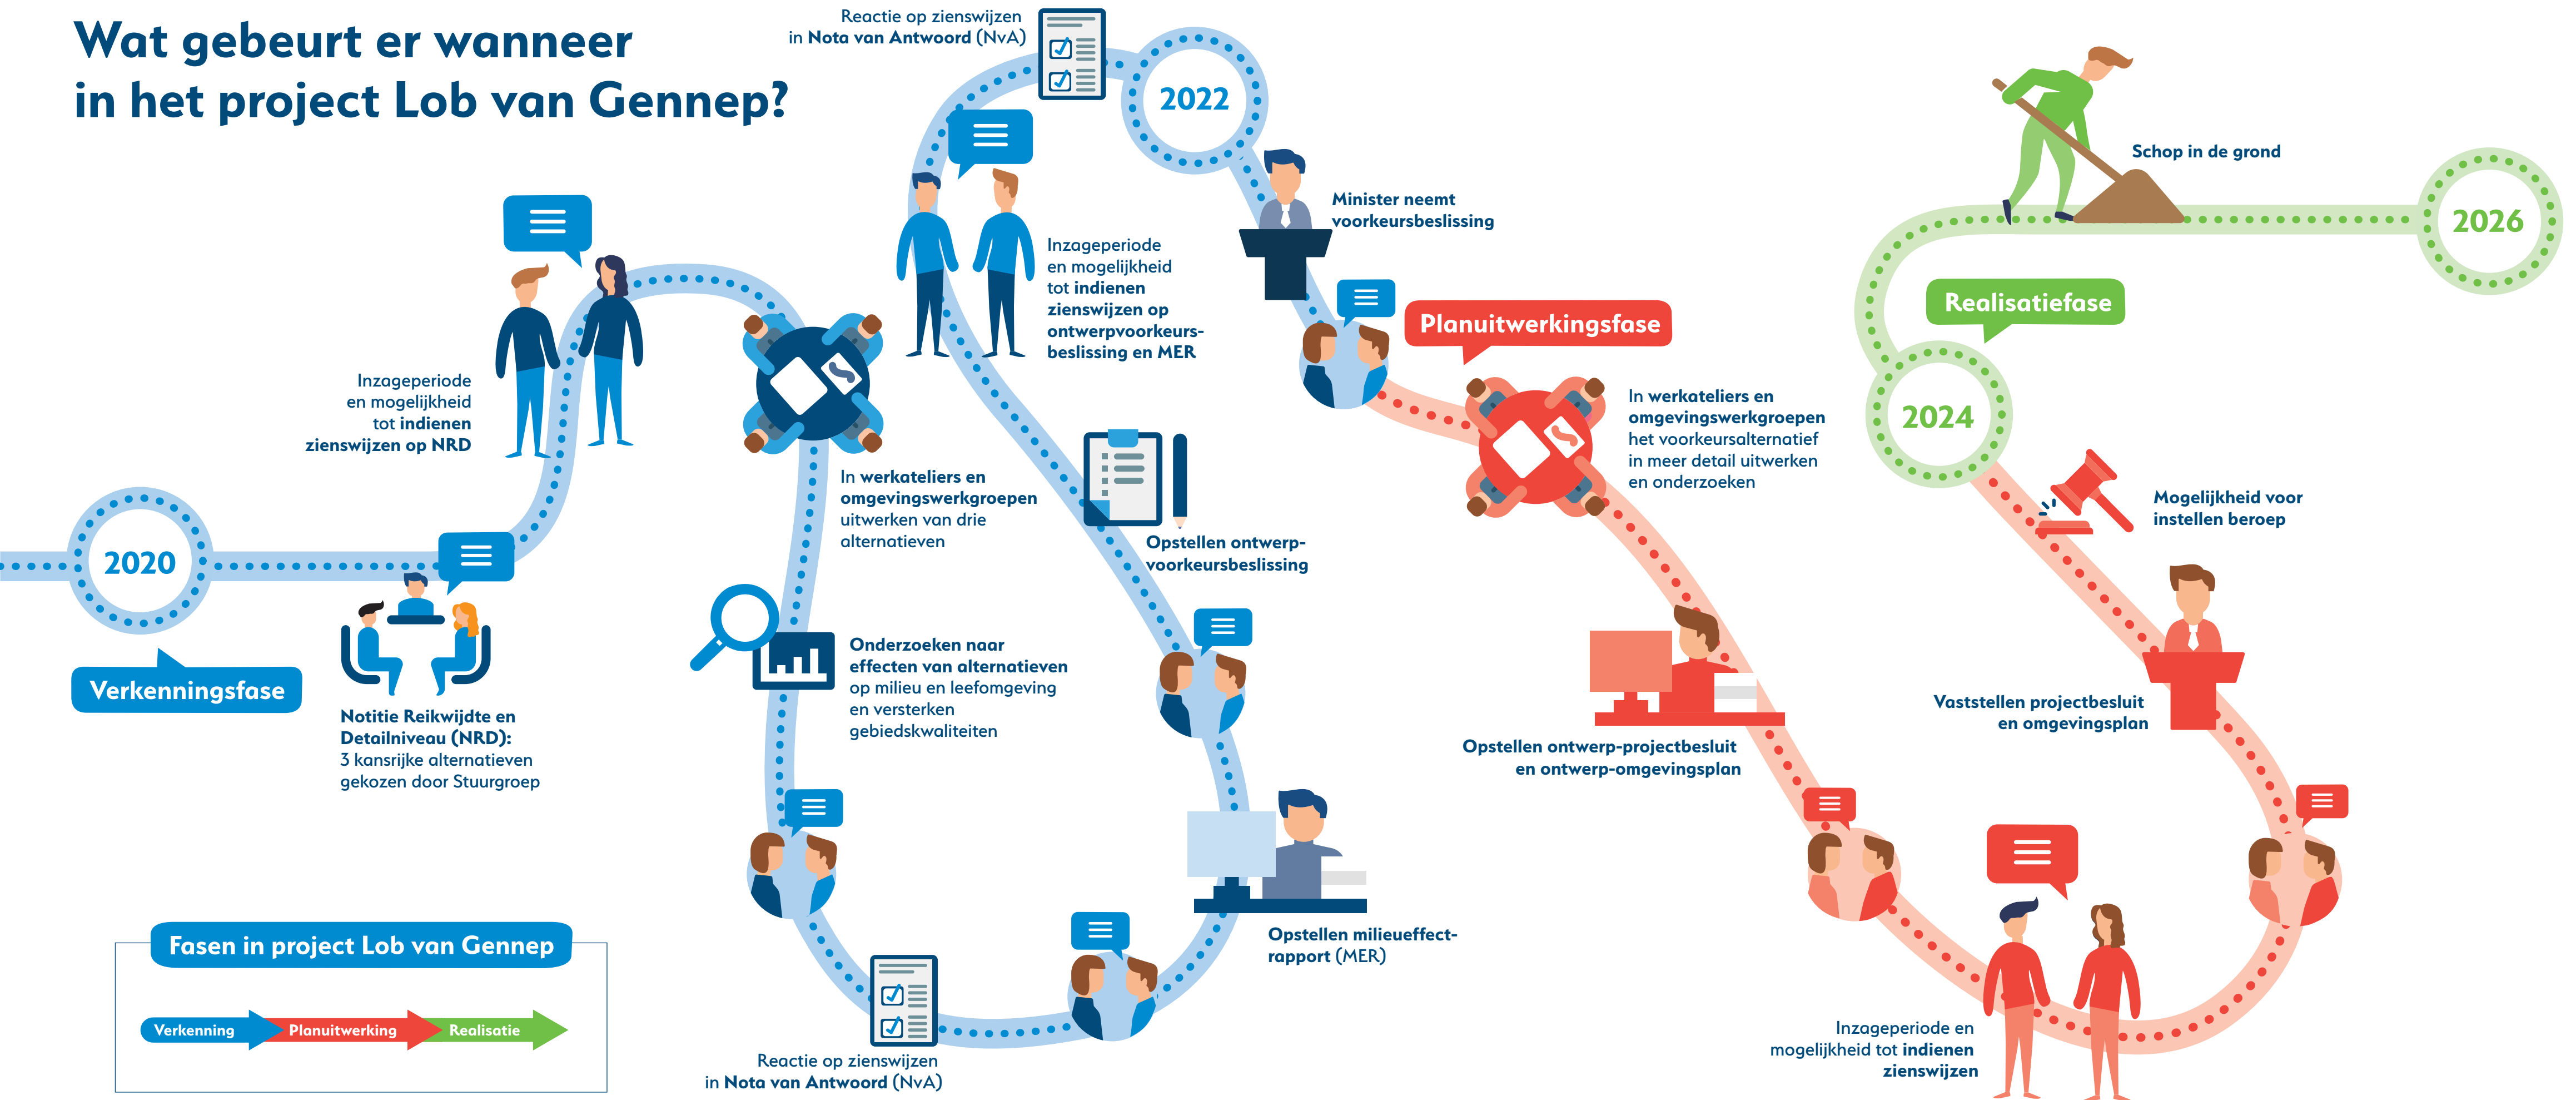 Wat gebeurt er wanneer
in het project Lob van Gennep?
2020
Verkenningsfase
Notitie Reikwijdte en
Detailniveau (NRD):
3 kansrijke alternatieven
gekozen door Stuurgroep
Inzageperiode
en mogelijkheid
tot indienen
zienswijzen op NRD
In werkateliers en
omgevingswerkgroepen
uitwerken van drie
alternatieven
Onderzoeken naar
effecten van alternatieven
op milieu en leefomgeving
en versterken
gebiedskwaliteiten
Reactie op zienswijzen
in Nota van Antwoord (NvA)
Opstellen milieueffect-
rapport (MER)
Opstellen ontwerp-
voorkeursbeslissing
Inzageperiode
en mogelijkheid
tot indienen
zienswijzen op
ontwerpvoorkeurs-
beslissing en MER
Reactie op zienswijzen
in Nota van Antwoord (NvA)
2022
Minister neemt
voorkeursbeslissing
Planuitwerkingsfase
In werkateliers en
omgevingswerkgroepen
het voorkeursalternatief
in meer detail uitwerken
en onderzoeken
Opstellen ontwerp-projectbesluit
en ontwerp-omgevingsplan
Inzageperiode en
mogelijkheid tot indienen
zienswijzen
Vaststellen projectbesluit
en omgevingsplan
Mogelijkheid voor
instellen beroep
2024
Realisatiefase
Schop in de grond
2026
Fasen in project Lob van Gennep
Verkenning
Planuitwerking
Realisatie